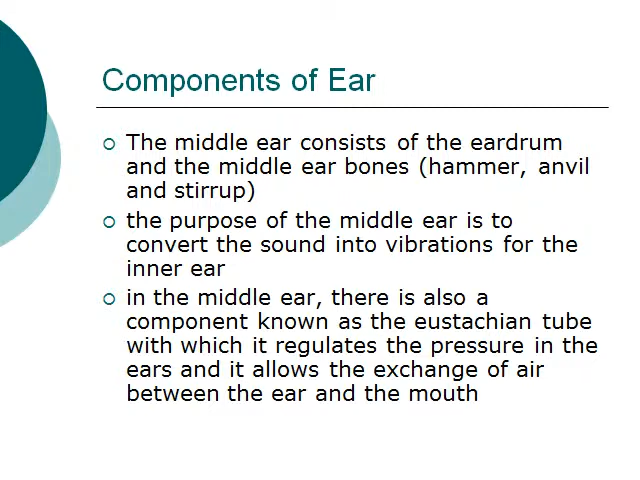 Components of Ear
The middle ear consists of the eardrum
and the middle ear bones (hammer, anvil
and stirrup)
the purpose of the middle ear is to
convert the sound into vibrations for the
inner ear
in the middle ear, there is also a
component known as the eustachian tube
with which it regulates the pressure in the
ears and it allows the exchange of air
between the ear and the mouth